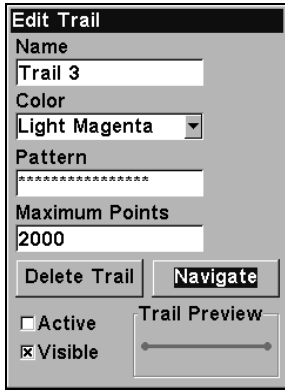 Edit Trail
Name
Trail 3
Color
Light Magenta
Pattern
****************
Maximum Points
2000
Delete Trail Navigate
Active Trail Preview
Visible